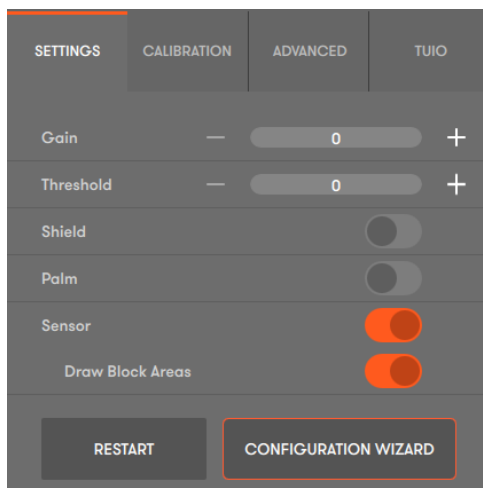 SETTINGS CALIBRATION ADVANCED TUIO
Gain — 0 +
Threshold — 0 +
Shield
Palm
Sensor
Draw Block Areas
RESTART CONFIGURATION WIZARD